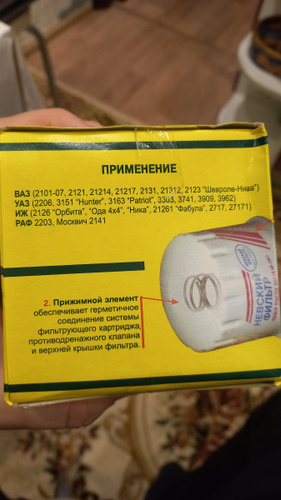 ПРИМЕНЕНИЕ
ВАЗ (2101-07, 2121, 21214, 21217, 2131, 21312, 2123 "Шевроле-Нива")
УАЗ (2206, 3151 "Hunter", 3163 "Patriot", 3303, 3741, 3909, 3962)
ИЖ (2126 "Орбита", "Ода 4x4", "Ника", 21261 "Фабула", 2717, 27171)
РАФ 2203, Москвич 2141
2. Прижимной элемент
обеспечивает герметичное
соединение системы
фильтрующего картриджа,
противодренажного клапана
и верхней крышки фильтра.
НЕВСКИЙ
ФИЛЬТР